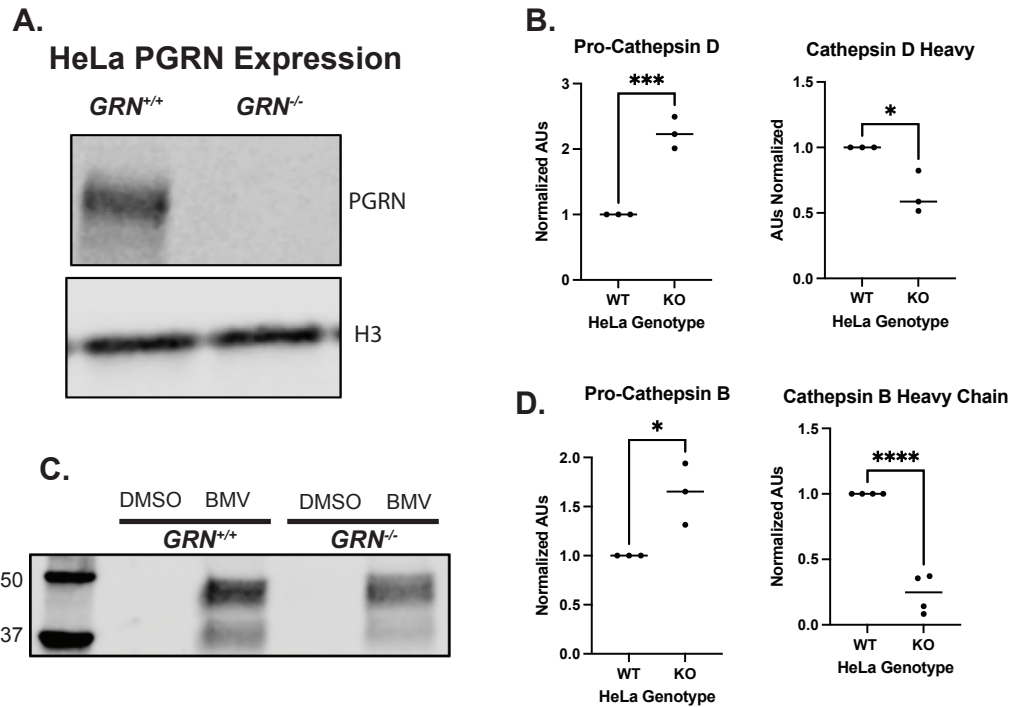 A.
HeLa PGRN Expression
GRN+/+ GRN-/-
PGRN
H3
B.
Pro-Cathepsin D
***
3
2
1
0
Normalized AUs
WT KO
HeLa Genotype
Cathepsin D Heavy
*
1.5
1.0
0.5
0.0
AUs Normalized
WT KO
HeLa Genotype
C.
DMSO BMV DMSO BMV
GRN+/+ GRN-/-
50
37
D.
Pro-Cathepsin B
*
2.0
1.5
1.0
0.5
0.0
Normalized AUs
WT KO
HeLa Genotype
Cathepsin B Heavy Chain
****
1.5
1.0
0.5
0.0
Normalized AUs
WT KO
HeLa Genotype